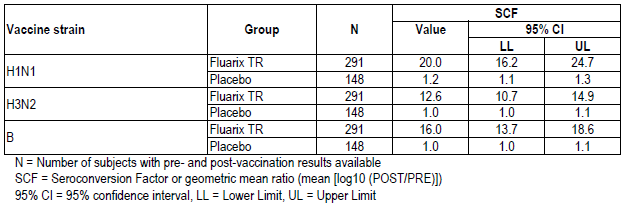 Vaccine strain Group N SCF
Value 95% CI
LL UL
H1N1 Fluarix TR 291 20.0 16.2 24.7
Placebo 148 1.2 1.1 1.3
H3N2 Fluarix TR 291 12.6 10.7 14.9
Placebo 148 1.0 1.0 1.1
B Fluarix TR 291 16.0 13.7 18.6
Placebo 148 1.0 1.0 1.1
N = Number of subjects with pre- and post-vaccination results available
SCF = Seroconversion Factor or geometric mean ratio (mean [log10 (POST/PRE)])
95% CI = 95% confidence interval, LL = Lower Limit, UL = Upper Limit